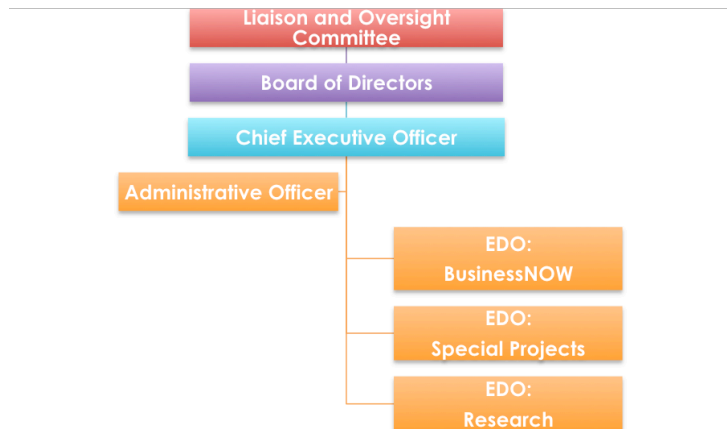 Liaison and Oversight
Committee
Board of Directors
Chief Executive Officer
Administrative Officer
EDO:
BusinessNOW
EDO:
Special Projects
EDO:
Research